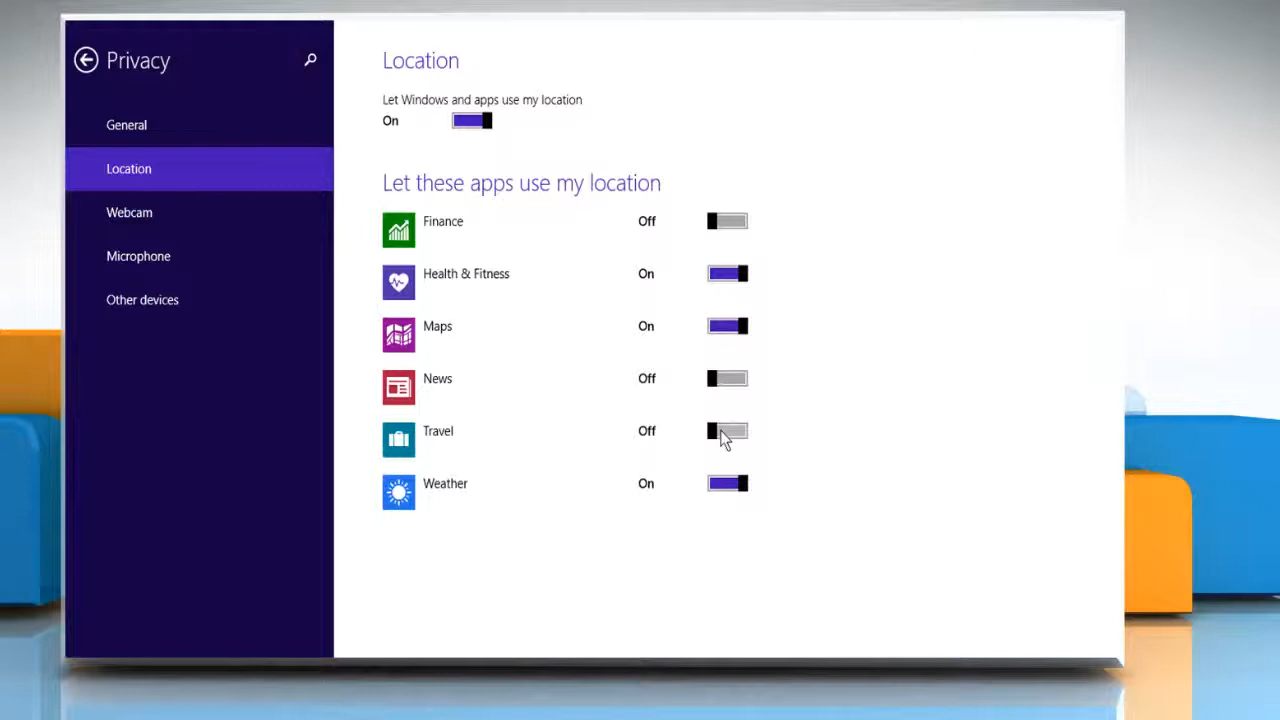 Privacy
General
Location
Webcam
Microphone
Other devices
Location
Let Windows and apps use my location
On
Let these apps use my location
Finance Off
Health & Fitness On
Maps On
News Off
Travel Off
Weather On